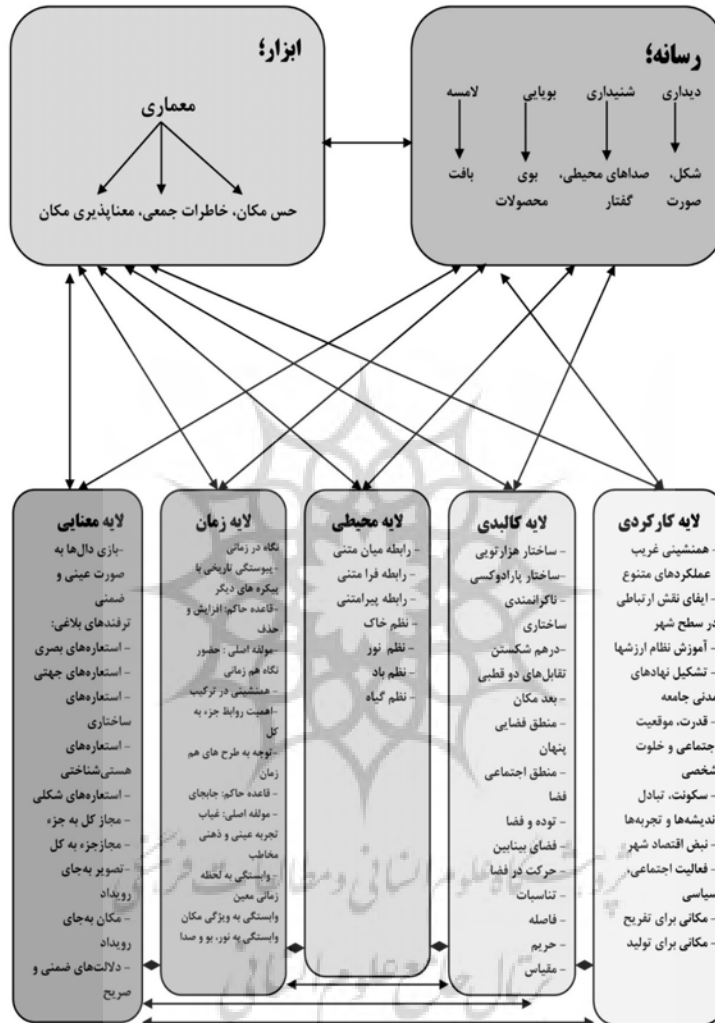 رسانه؛
دیداری شنیداری بویایی لامسه
شکل، صداهای محیطی، بوی بافت
صورت گفتار محصولات
ابزار؛
معماری
حس مکان، خاطرات جمعی، معناپذیری مکان
لایه کارکردی
- همنشینی غریب
عملکردهای متنوع
- ایفای نقش ارتباطی
در سطح شهر
- آموزش نظام ارزشها
- تشکیل نهادهای
مدنی جامعه
- قدرت، موقعیت
جتماعی و خلوت
شخصی
- سکونت، تبادل
ندیشه‌ها و تجربه‌ها
- نبض اقتصاد شهر
- فعالیت اجتماعی،
سیاسی
- مکانی برای تفریح
- مکانی برای تولید
لایه کالبدی
- ساختار هزارتویی
-ساختار پارادوکسی
- ناکرانمندی
ساختاری
-درهم شکستن
تقابل‌های دو قطبی
- بعد مکان
- منطق فضایی
پنهان
- منطق اجتماعی
فضا
- توده و فضا
- فضای بینابین
- حرکت در فضا
- تناسبات
- فاصله
- حریم
- مقیاس
لایه محیطی
- رابطه میان متنی
- رابطه فرا متنی
- رابطه پیرامتنی
- نظم خاک
- نظم نور
- نظم باد
- نظم گیاه
لایه زمان
نگاه در زمانی
- پیوستگی تاریخی با
پیکره های دیگر
-قاعده حاکم: افزایش و
حذف
-مولفه اصلی : حضور
نگاه هم زمانی
- همنشینی در ترکیب
-اهمیت روابط جزء به
کل
-توجه به طرح های هم
زمان
- قاعده حاکم: جابجای
- مولفه اصلی: غیاب
تجربه عینی و ذهنی
مخاطب
- وابستگی به لحظه
زمانی معین
وابستگی به ویژگی مکان
وابستگی به نور، بو و صدا
لایه معنایی
-بازی دال‌ها به
صورت عینی و
ضمنی
ترفندهای بلاغی:
- استعاره‌های بصری
- استعاره‌های جهتی
- استعاره‌های
ساختاری
- استعاره‌های
هستی‌شناختی
- استعاره‌های شکلی
- مجاز کل به جزء
- مجازجزء به کل
- تصویر به‌جای
رویداد
- مکان به‌جای
رویداد
- دلالت‌های ضمنی و
صریح
پژوهشگاه علوم انسانی و مطالعات فرهنگی
پرتال جامع علوم انسانی